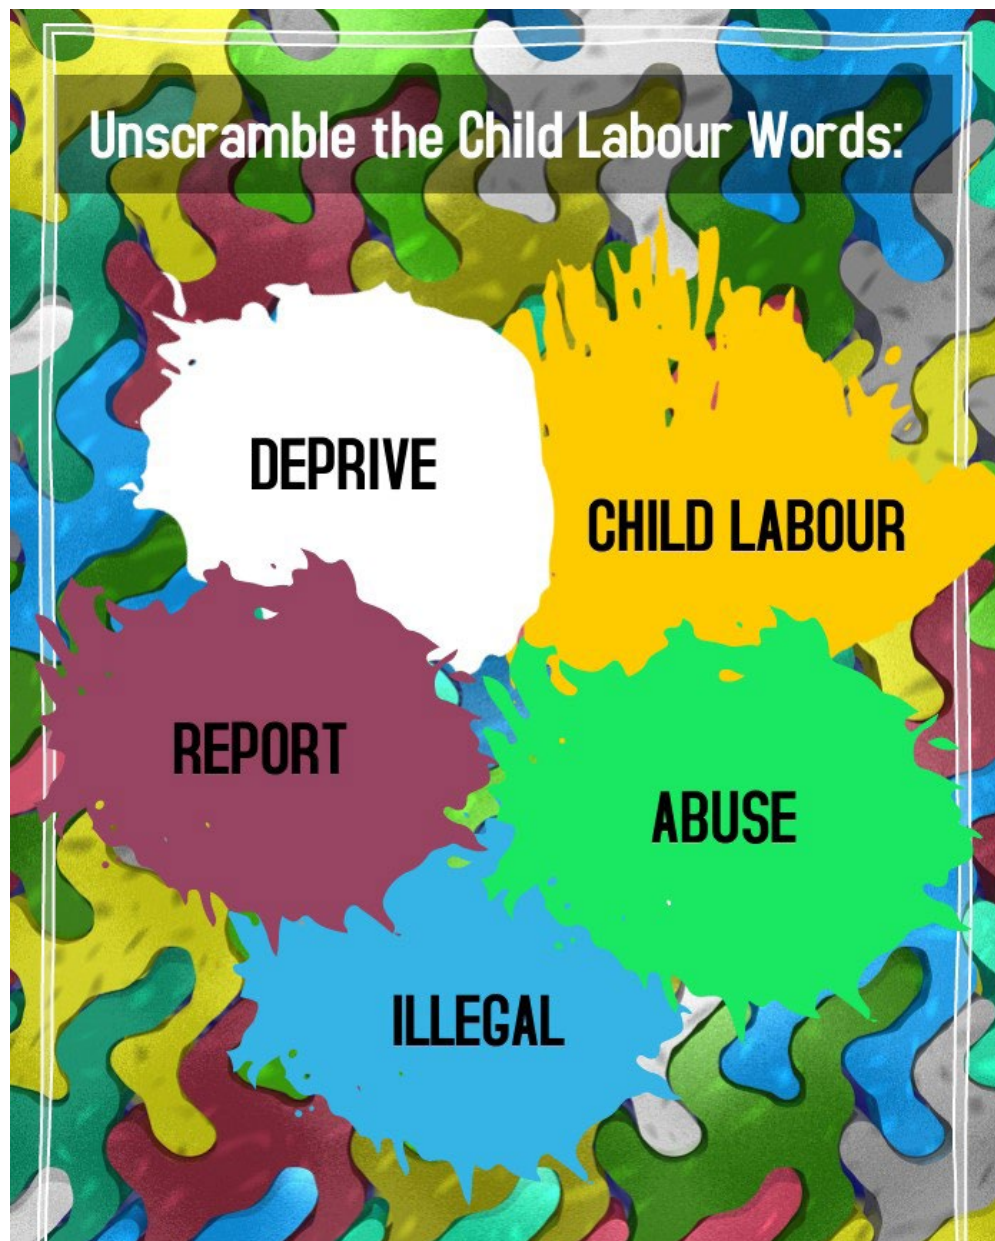 Unscramble the Child Labour Words:
DEPRIVE
CHILD LABOUR
REPORT
ABUSE
ILLEGAL